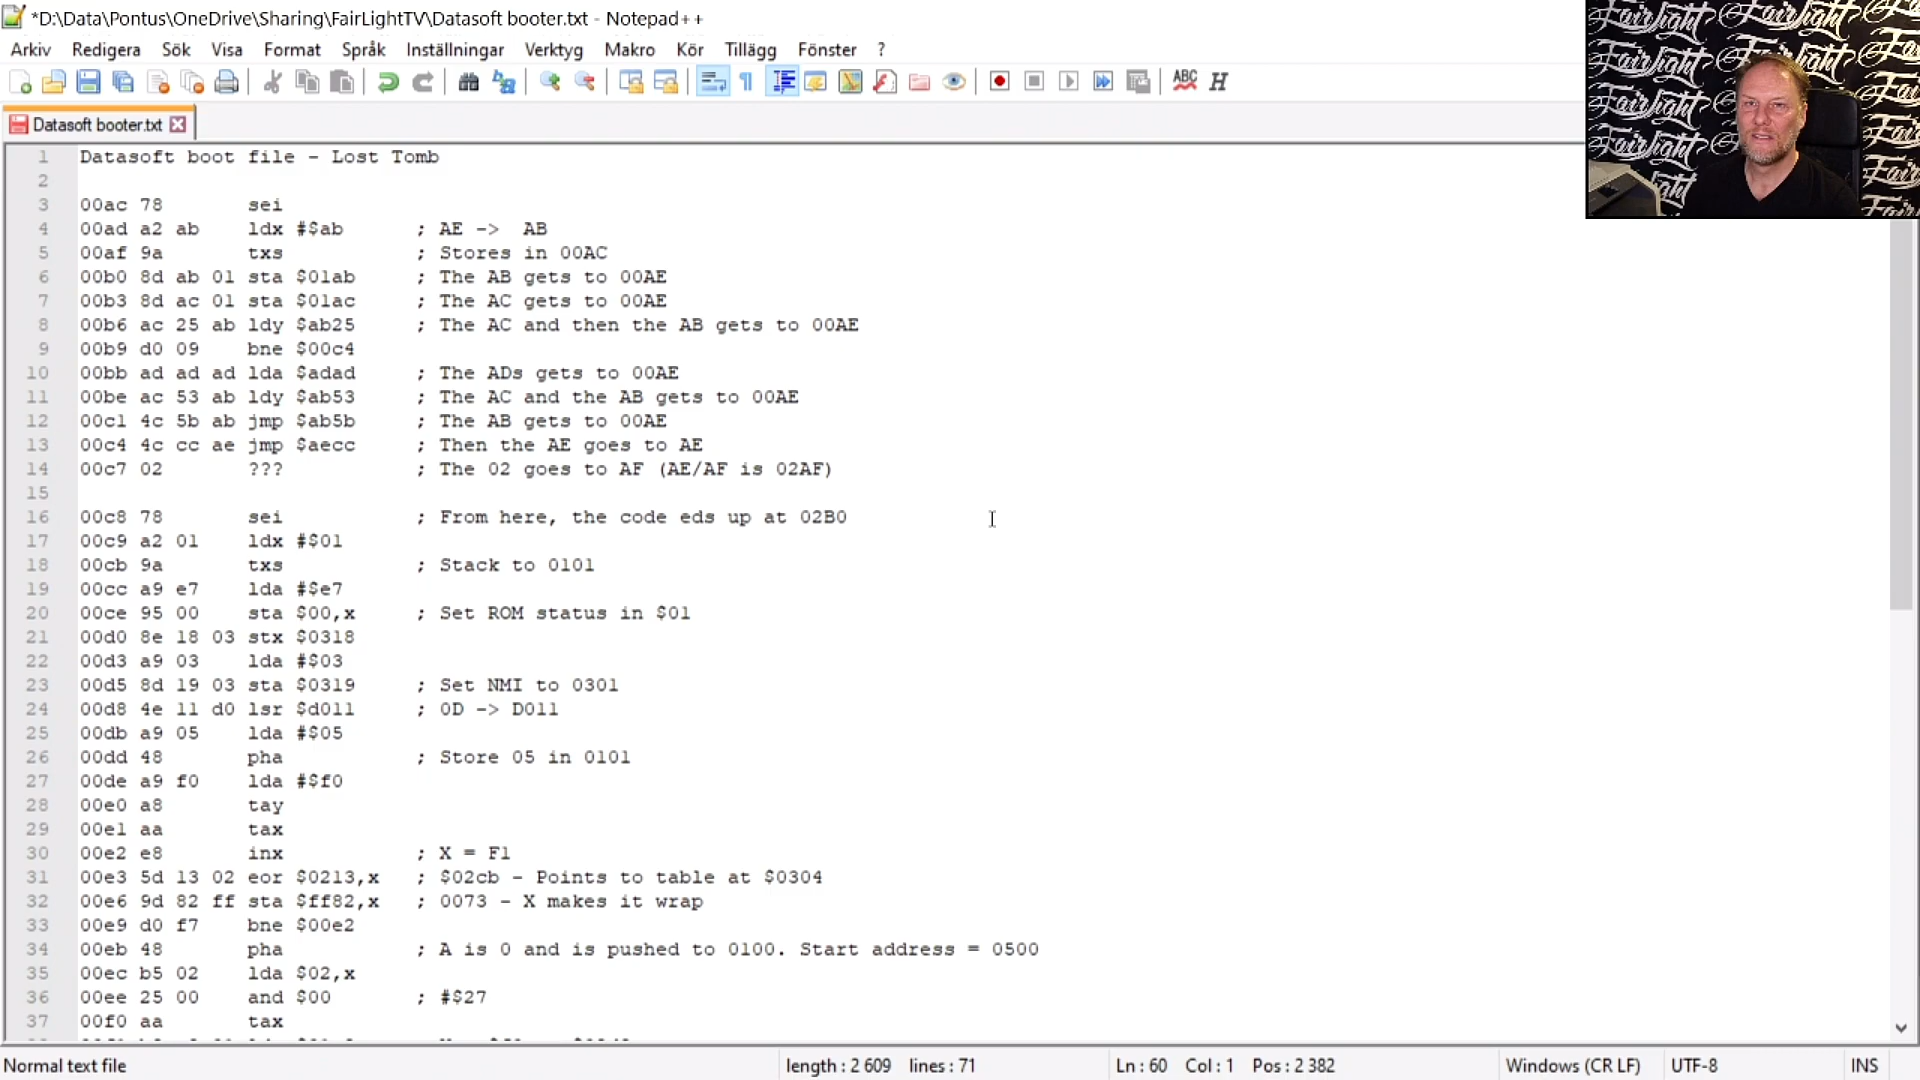 *D:\Data\Pontus\OneDrive\Sharing\FairLightTV\Datasoft booter.txt - Notepad++
Arkiv Redigera Sök Visa Format Språk Inställningar Verktyg Makro Kör Tillägg Fönster ?
ABC H
Datasoft booter.txt
1 Datasoft boot file - Lost Tomb
2
3 00ac 78 sei
4 00ad a2 ab ldx #$ab ; AE -> AB
5 00af 9a txs ; Stores in 00AC
6 00b0 8d ab 01 sta $01ab ; The AB gets to 00AE
7 00b3 8d ac 01 sta $01ac ; The AC gets to 00AE
8 00b6 ac 25 ab ldy $ab25 ; The AC and then the AB gets to 00AE
9 00b9 d0 09 bne $00c4
10 00bb ad ad ad lda $adad ; The ADs gets to 00AE
11 00be ac 53 ab ldy $ab53 ; The AC and the AB gets to 00AE
12 00c1 4c 5b ab jmp $ab5b ; The AB gets to 00AE
13 00c4 4c cc ae jmp $aecc ; Then the AE goes to AE
14 00c7 02 ??? ; The 02 goes to AF (AE/AF is 02AF)
15
16 00c8 78 sei ; From here, the code eds up at 02B0
17 00c9 a2 01 ldx #$01
18 00cb 9a txs ; Stack to 0101
19 00cc a9 e7 lda #$e7
20 00ce 95 00 sta $00,x ; Set ROM status in $01
21 00d0 8e 18 03 stx $0318
22 00d3 a9 03 lda #$03
23 00d5 8d 19 03 sta $0319 ; Set NMI to 0301
24 00d8 4e 11 d0 lsr $d011 ; 0D -> D011
25 00db a9 05 lda #$05
26 00dd 48 pha ; Store 05 in 0101
27 00de a9 f0 lda #$f0
28 00e0 a8 tay
29 00e1 aa tax
30 00e2 e8 inx ; X = F1
31 00e3 5d 13 02 eor $0213,x ; $02cb - Points to table at $0304
32 00e6 9d 82 ff sta $ff82,x ; 0073 - X makes it wrap
33 00e9 d0 f7 bne $00e2
34 00eb 48 pha ; A is 0 and is pushed to 0100. Start address = 0500
35 00ec b5 02 lda $02,x
36 00ee 25 00 and $00 ; #$27
37 00f0 aa tax
Normal text file length : 2 609 lines : 71 Ln : 60 Col : 1 Pos : 2 382 Windows (CR LF) UTF-8 INS
Fairlight
Fairlight
Fairlight
Fairlight